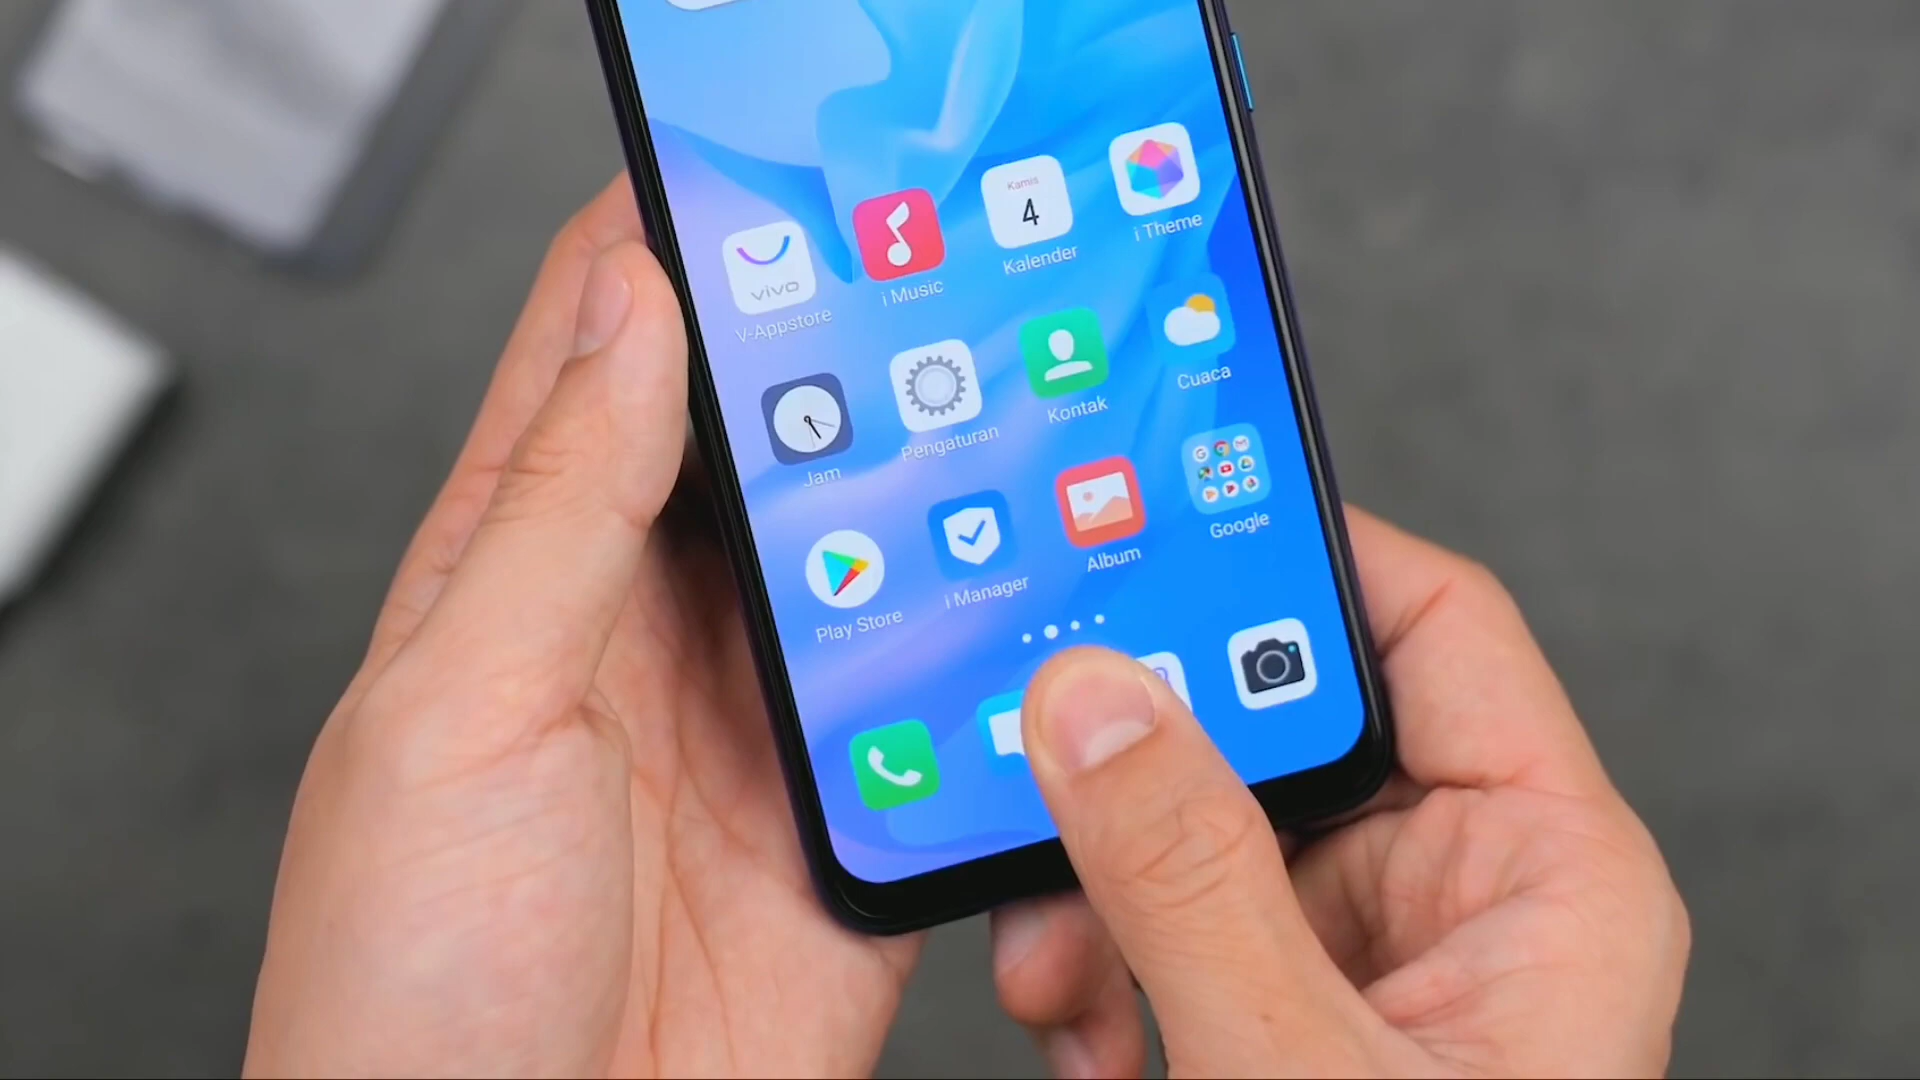 Kamis
4
vivo
V-Appstore
i Music
Kalender
i Theme
Jam
Pengaturan
Kontak
Cuaca
Play Store
i Manager
Album
Google